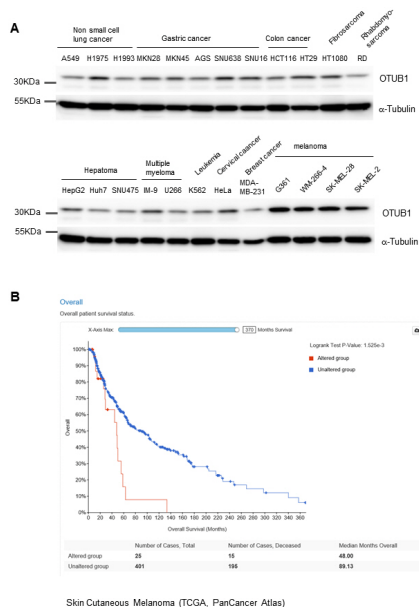 A
Non small cell
lung cancer
Gastric cancer
Colon cancer
Fibrosarcoma
Rhabdomyo-
sarcoma
A549 H1975 H1993 MKN28 MKN45 AGS SNU638 SNU16 HCT116 HT29 HT1080 RD
30KDa
OTUB1
55KDa
α-Tubulin
Hepatoma
Multiple
myeloma
Leukemia
Cervical caancer
Breast cancer
melanoma
HepG2 Huh7 SNU475 IM-9 U266 K562 HeLa MDA-
MB-231
G361 WM-266-4 SK-MEL-28 SK-MEL-2
30KDa
OTUB1
55KDa
α-Tubulin
B
Overall
Overall patient survival status.
X-Axis Max: 370 Months Survival
Logrank Test P-Value: 1.525e-3
Altered group
Unaltered group
100%
90%
80%
70%
60%
50%
40%
30%
20%
10%
0%
Overall
0 20 40 60 80 100 120 140 160 180 200 220 240 260 280 300 320 340 360
Overall Survival (Months)
Number of Cases, Total Number of Cases, Deceased Median Months Overall
Altered group 25 15 48.00
Unaltered group 401 195 89.13
Skin Cutaneous Melanoma (TCGA, PanCancer Atlas)